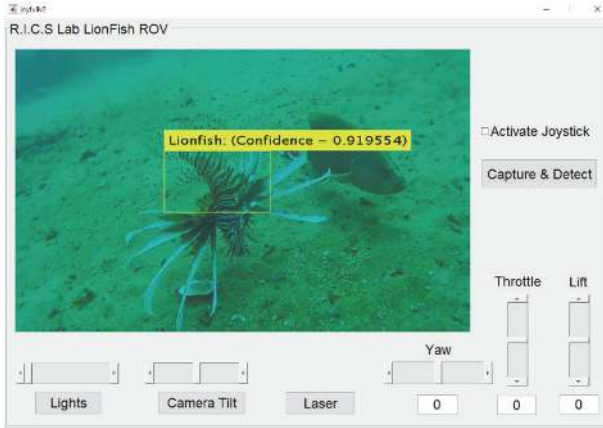 R.I.C.S Lab LionFish ROV
Lionfish: (Confidence - 0.919554)
Activate Joystick
Capture & Detect
Throttle
Lift
Yaw
Lights
Camera Tilt
Laser
0
0
0